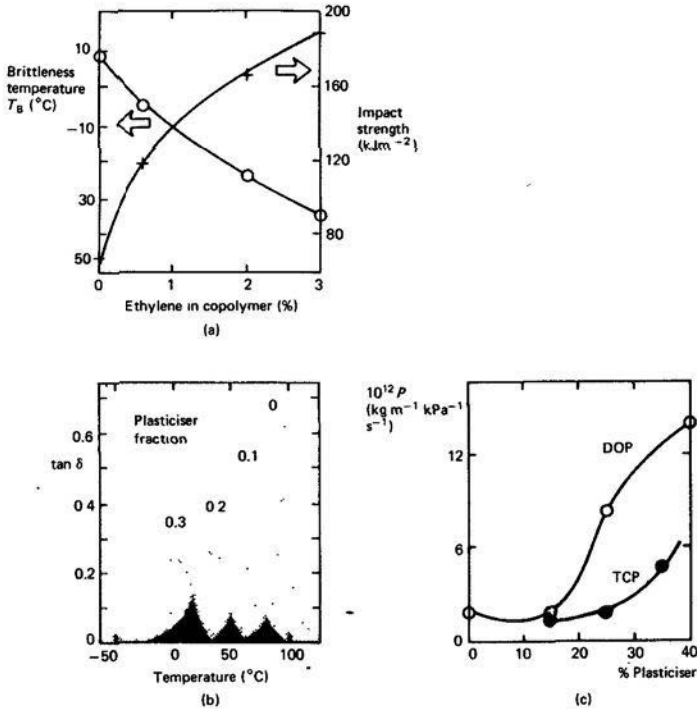 200
10
Brittleness
temperature
T_B (°C)
160
−10
Impact
strength
(kJm⁻²)
120
30
80
50
0 1 2 3
Ethylene in copolymer (%)
(a)
0
10¹² P
(kg m⁻¹ kPa⁻¹
s⁻¹)
Plasticiser
fraction
0.6
12
DOP
tan δ
0.1
0 4
0 2
0.3
6
0.2
TCP
0
0
−50 0 50 100
0 10 20 30 40
Temperature (°C)
% Plasticiser
(b)
(c)